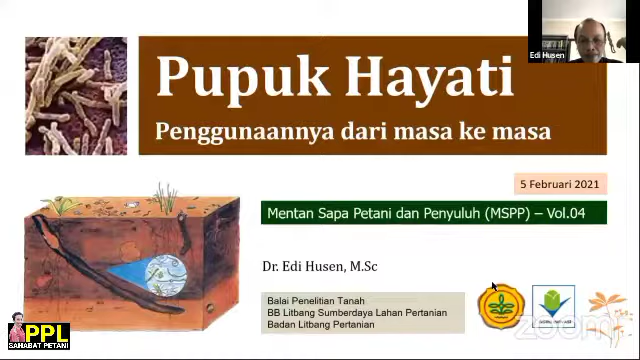 Edi Husen
Pupuk Hayati
Penggunaannya dari masa ke masa
5 Februari 2021
Mentan Sapa Petani dan Penyuluh (MSPP) – Vol.04
Dr. Edi Husen, M.Sc
Balai Penelitian Tanah
BB Litbang Sumberdaya Lahan Pertanian
Badan Litbang Pertanian
PPL
SAHABAT PETANI
zoom